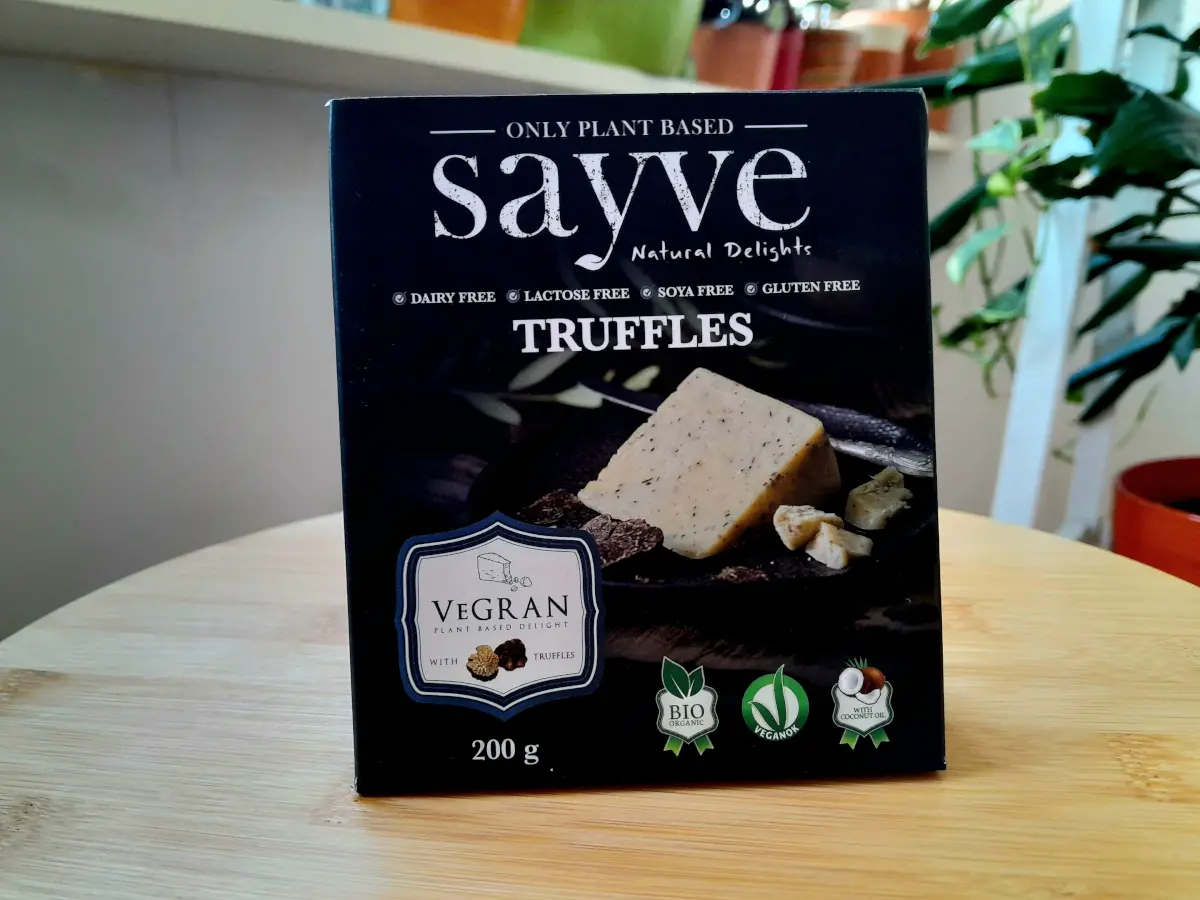 ONLY PLANT BASED
sayve
Natural Delights
DAIRY FREE LACTOSE FREE SOYA FREE GLUTEN FREE
TRUFFLES
VEGRAN
PLANT BASED DELIGHT
WITH TRUFFLES
BIO
ORGANIC
VEGANOK
WITH
COCONUT OIL
200 g